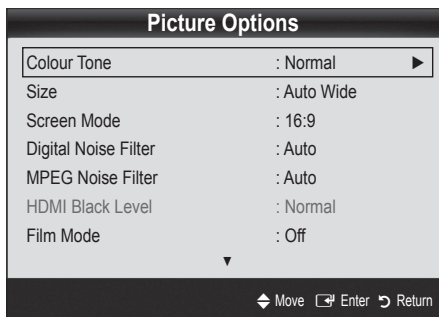 Picture Options
Colour Tone : Normal ▶
Size : Auto Wide
Screen Mode : 16:9
Digital Noise Filter : Auto
MPEG Noise Filter : Auto
HDMI Black Level : Normal
Film Mode : Off
▼
Move Enter Return